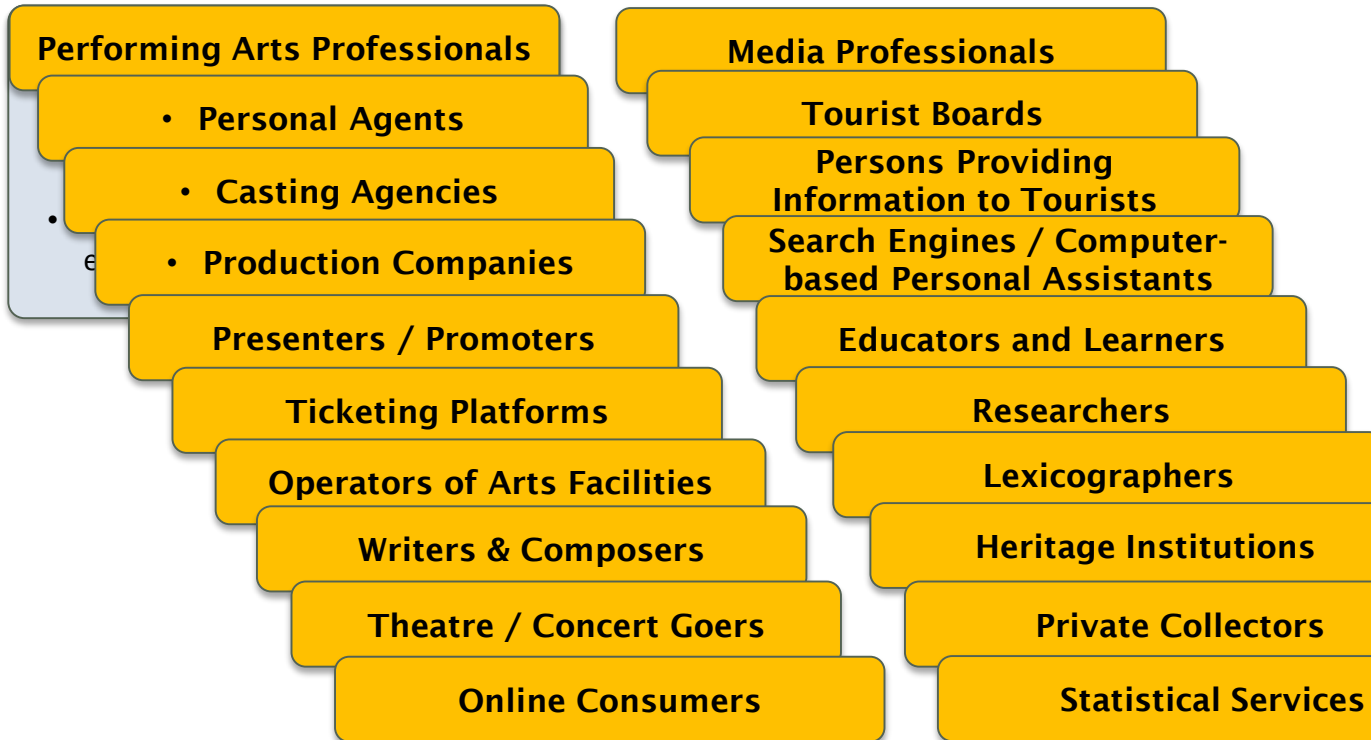 Performing Arts Professionals
• Personal Agents
• Casting Agencies
•
• Production Companies
Presenters / Promoters
Ticketing Platforms
Operators of Arts Facilities
Writers & Composers
Theatre / Concert Goers
Online Consumers
Media Professionals
Tourist Boards
Persons Providing
Information to Tourists
Search Engines / Computer-
based Personal Assistants
Educators and Learners
Researchers
Lexicographers
Heritage Institutions
Private Collectors
Statistical Services